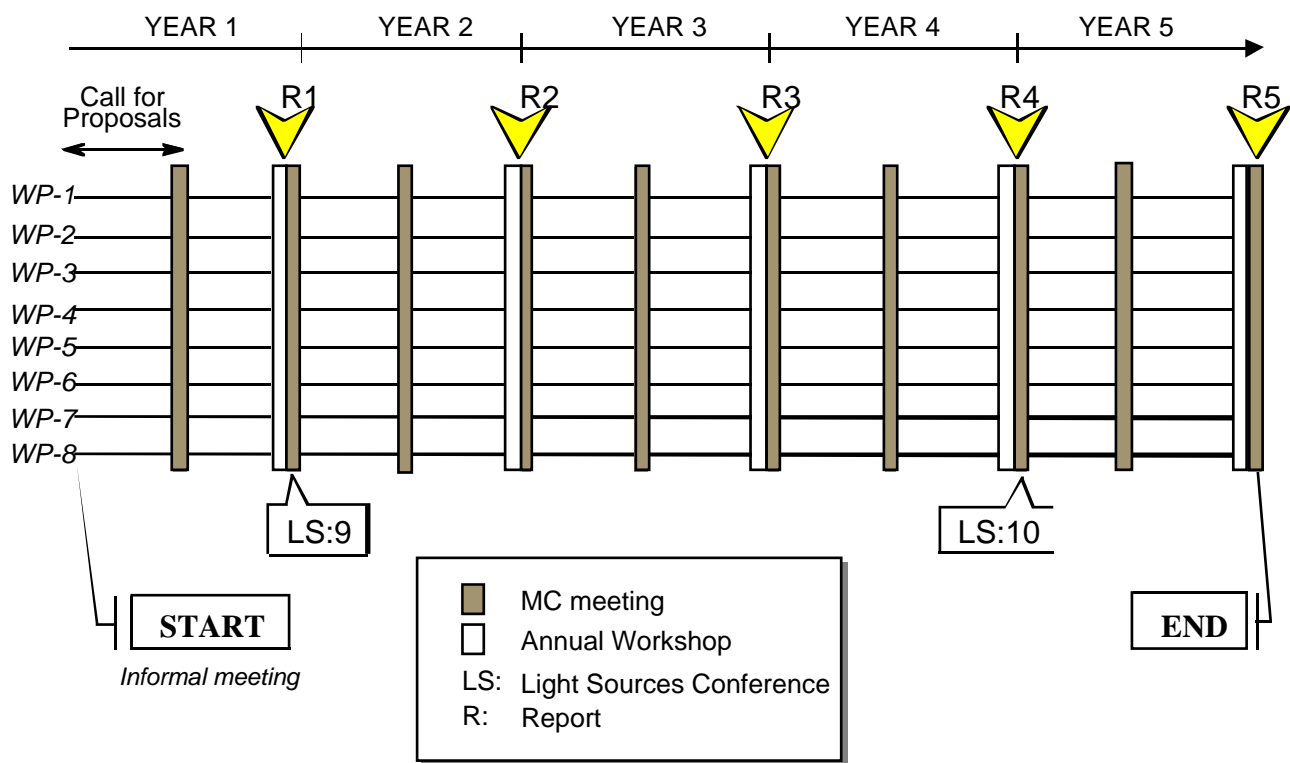 YEAR 1 YEAR 2 YEAR 3 YEAR 4 YEAR 5
Call for
Proposals
R1 R2 R3 R4 R5
WP-1
WP-2
WP-3
WP-4
WP-5
WP-6
WP-7
WP-8
LS:9 LS:10
START
Informal meeting
END
MC meeting
Annual Workshop
LS: Light Sources Conference
R: Report